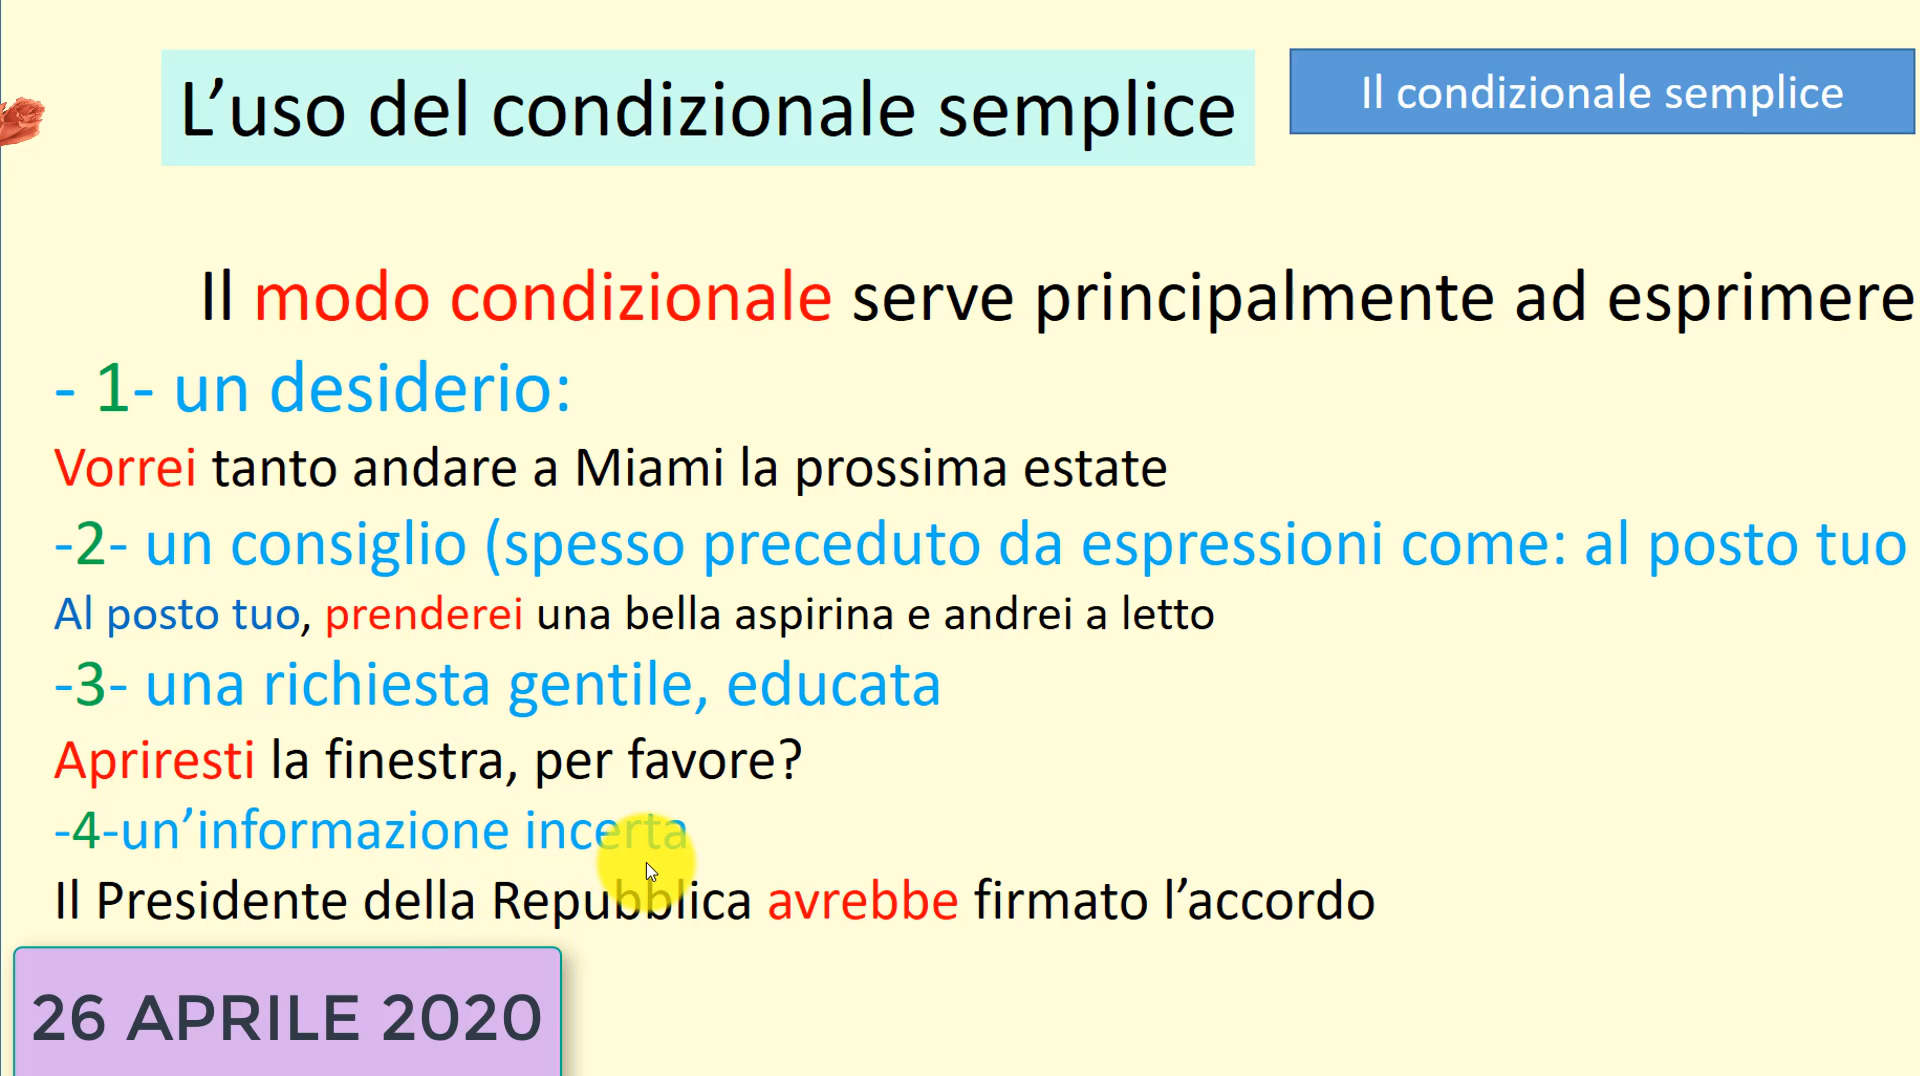 L’uso del condizionale semplice
Il condizionale semplice
Il modo condizionale serve principalmente ad esprimere
- 1- un desiderio:
Vorrei tanto andare a Miami la prossima estate
-2- un consiglio (spesso preceduto da espressioni come: al posto tuo
Al posto tuo, prenderei una bella aspirina e andrei a letto
-3- una richiesta gentile, educata
Apriresti la finestra, per favore?
-4-un’informazione incerta
Il Presidente della Repubblica avrebbe firmato l’accordo
26 APRILE 2020